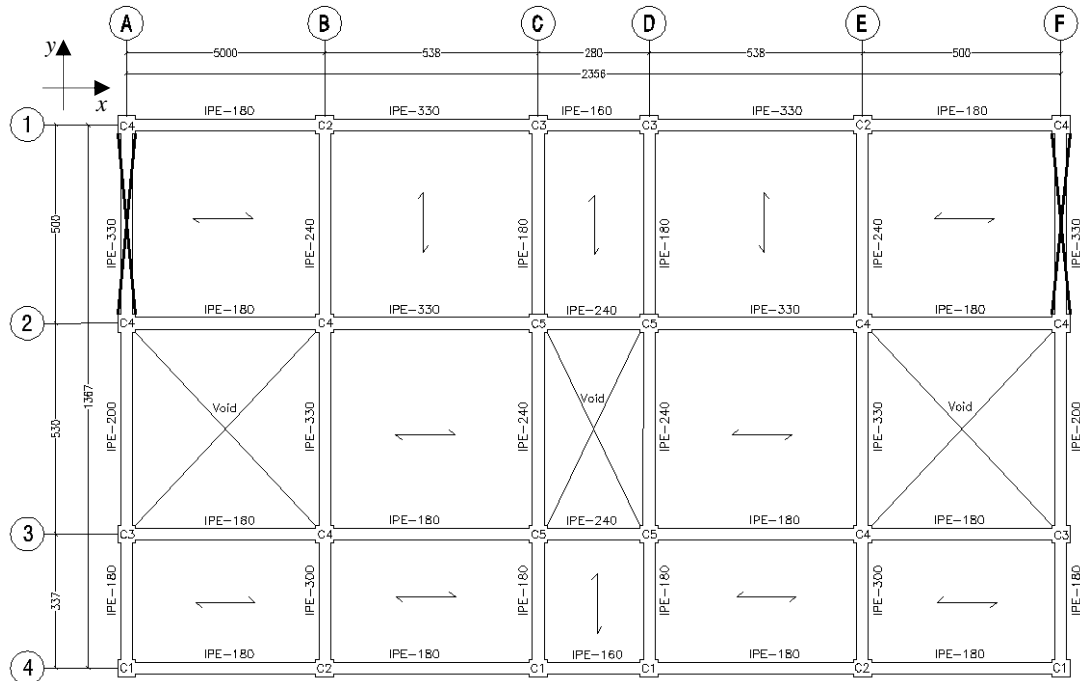 A B C D E F
y
x
5000 538 280 538 500
2356
IPE-180 IPE-330 IPE-160 IPE-330 IPE-180
1 C4 C2 C3 C3 C2 C4
500 IPE-330 IPE-240 IPE-180 IPE-180 IPE-240 IPE-330
IPE-180 IPE-330 IPE-240 IPE-330 IPE-180
2 C4 C4 C5 C5 C4 C4
1367
530 IPE-200 Void IPE-330 IPE-240 Void IPE-240 IPE-330 Void IPE-200
IPE-180 IPE-180 IPE-240 IPE-180 IPE-180
3 C3 C4 C5 C5 C4 C3
337 IPE-180 IPE-300 IPE-180 IPE-180 IPE-300 IPE-180
IPE-180 IPE-180 IPE-160 IPE-180 IPE-180
4 C1 C2 C1 C1 C2 C1